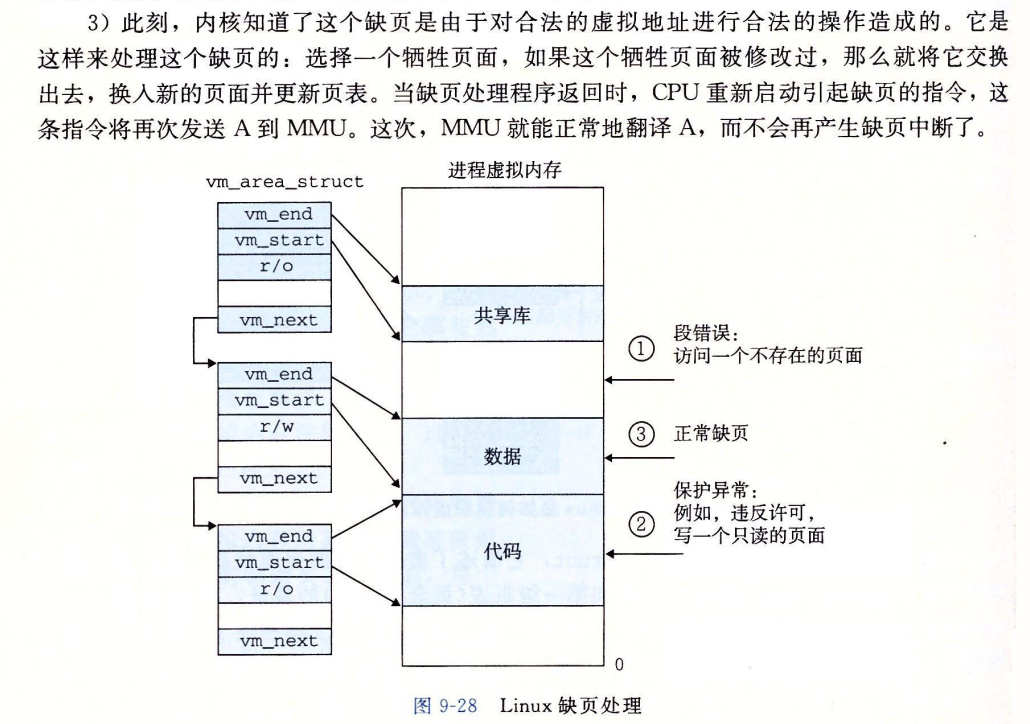 3）此刻，内核知道了这个缺页是由于对合法的虚拟地址进行合法的操作造成的。它是
这样来处理这个缺页的：选择一个牺牲页面，如果这个牺牲页面被修改过，那么就将它交换
出去，换入新的页面并更新页表。当缺页处理程序返回时，CPU 重新启动引起缺页的指令，这
条指令将再次发送 A 到 MMU。这次，MMU 就能正常地翻译 A，而不会再产生缺页中断了。
进程虚拟内存
vm_area_struct
vm_end
vm_start
r/o
vm_next
共享库
①
段错误：
访问一个不存在的页面
vm_end
vm_start
r/w
vm_next
数据
③ 正常缺页
vm_end
vm_start
r/o
vm_next
代码
②
保护异常：
例如，违反许可，
写一个只读的页面
0
图 9-28 Linux 缺页处理